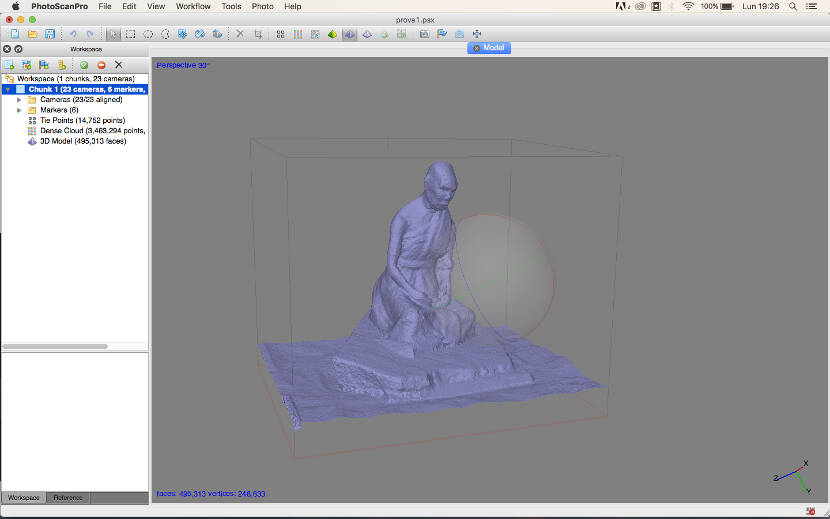 PhotoScanPro File Edit View Workflow Tools Photo Help 100% Lun 19:26
prove1.psx
Workspace
Model
Workspace (1 chunks, 23 cameras)
Chunk 1 (23 cameras, 6 markers,
Cameras (23/23 aligned)
Markers (6)
Tie Points (14,752 points)
Dense Cloud (3,463,294 points,
3D Model (495,313 faces)
Perspective 30°
X
Z
Y
faces: 495,313 vertices: 246,633
Workspace Reference